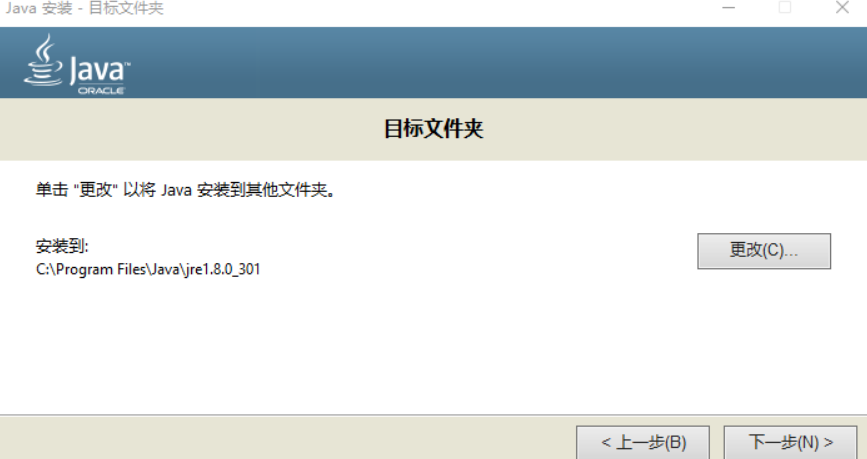 Java 安装 - 目标文件夹
Java™
ORACLE
目标文件夹
单击 "更改" 以将 Java 安装到其他文件夹。
安装到:
更改(C)...
C:\Program Files\Java\jre1.8.0_301
< 上一步(B)
下一步(N) >